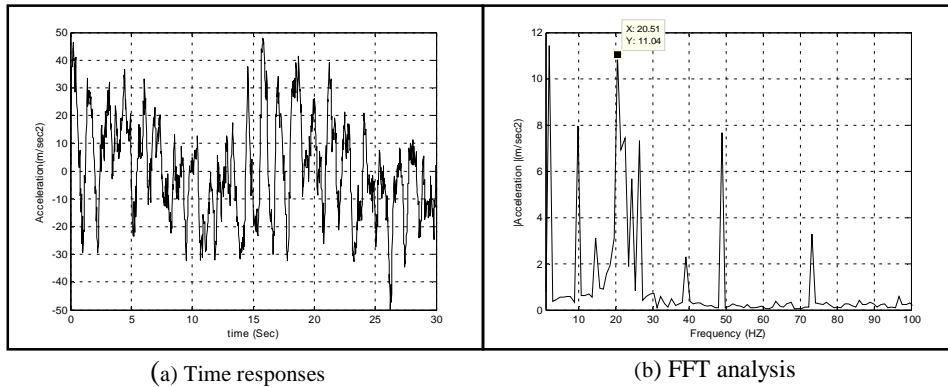 50
40
30
20
10
0
-10
-20
-30
-40
-50
0 5 10 15 20 25 30
Acceleration(m/sec2)
time (Sec)
X: 20.51
Y: 11.04
12
10
8
6
4
2
0
10 20 30 40 50 60 70 80 90 100
|Acceleration |(m/sec2)
Frequency (HZ)
(a) Time responses
(b) FFT analysis